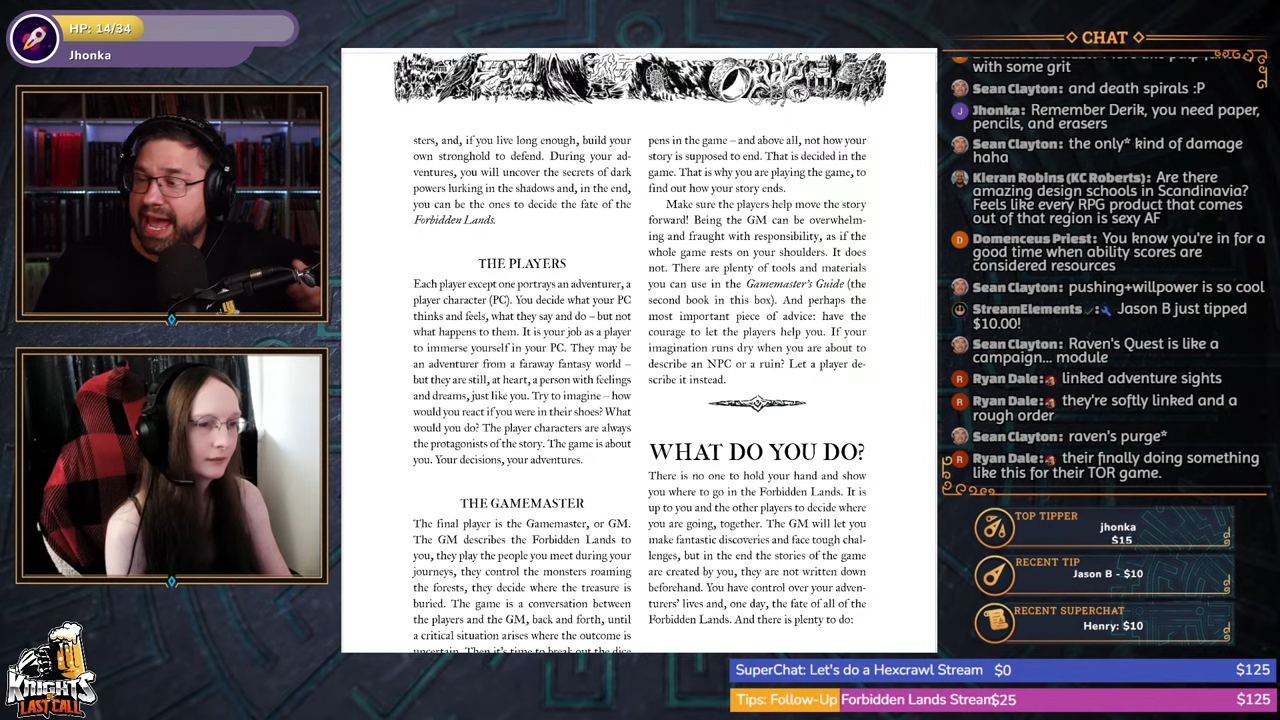 HP: 14/34
Jhonka
sters, and, if you live long enough, build your
own stronghold to defend. During your ad-
ventures, you will uncover the secrets of dark
powers lurking in the shadows and, in the end,
you can be the ones to decide the fate of the
Forbidden Lands.
THE PLAYERS
Each player except one portrays an adventurer, a
player character (PC). You decide what your PC
thinks and feels, what they say and do – but not
what happens to them. It is your job as a player
to immerse yourself in your PC. They may be
an adventurer from a faraway fantasy world –
but they are still, at heart, a person with feelings
and dreams, just like you. Try to imagine – how
would you react if you were in their shoes? What
would you do? The player characters are always
the protagonists of the story. The game is about
you. Your decisions, your adventures.
THE GAMEMASTER
The final player is the Gamemaster, or GM.
The GM describes the Forbidden Lands to
you, they play the people you meet during your
journeys, they control the monsters roaming
the forests, they decide where the treasure is
buried. The game is a conversation between
the players and the GM, back and forth, until
a critical situation arises where the outcome is
uncertain. Then it's time to break out the dice
pens in the game – and above all, not how your
story is supposed to end. That is decided in the
game. That is why you are playing the game, to
find out how your story ends.
Make sure the players help move the story
forward! Being the GM can be overwhelm-
ing and fraught with responsibility, as if the
whole game rests on your shoulders. It does
not. There are plenty of tools and materials
you can use in the Gamemaster's Guide (the
second book in this box). And perhaps the
most important piece of advice: have the
courage to let the players help you. If your
imagination runs dry when you are about to
describe an NPC or a ruin? Let a player de-
scribe it instead.
WHAT DO YOU DO?
There is no one to hold your hand and show
you where to go in the Forbidden Lands. It is
up to you and the other players to decide where
you are going, together. The GM will let you
make fantastic discoveries and face tough chal-
lenges, but in the end the stories of the game
are created by you, they are not written down
beforehand. You have control over your adven-
turers' lives and, one day, the fate of all of the
Forbidden Lands. And there is plenty to do:
CHAT
with some grit
Sean Clayton: and death spirals :P
Jhonka: Remember Derik, you need paper,
pencils, and erasers
Sean Clayton: the only* kind of damage
haha
Kieran Robins (KC Roberts): Are there
amazing design schools in Scandinavia?
Feels like every RPG product that comes
out of that region is sexy AF
Domenceus Priest: You know you're in for a
good time when ability scores are
considered resources
Sean Clayton: pushing+willpower is so cool
StreamElements: Jason B just tipped
$10.00!
Sean Clayton: Raven's Quest is like a
campaign... module
Ryan Dale: linked adventure sights
Ryan Dale: they're softly linked and a
rough order
Sean Clayton: raven's purge*
Ryan Dale: their finally doing something
like this for their TOR game.
TOP TIPPER
jhonka
$15
RECENT TIP
Jason B - $10
RECENT SUPERCHAT
Henry: $10
SuperChat: Let's do a Hexcrawl Stream $0 $125
Tips: Follow-Up Forbidden Lands Stream $25 $125
KNIGHTS
OF
LAST CALL